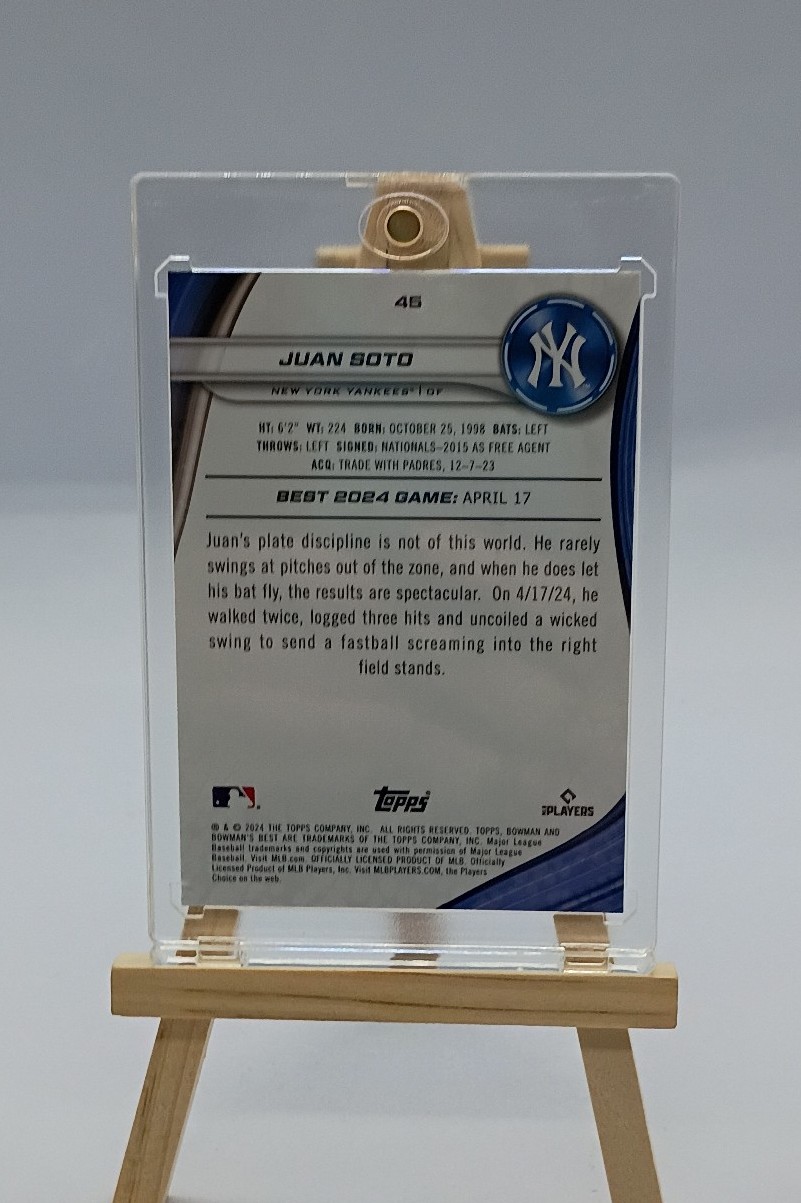 45
NY
JUAN SOTO
NEW YORK YANKEES® | OF
HT: 6'2" WT: 224 BORN: OCTOBER 25, 1998 BATS: LEFT
THROWS: LEFT SIGNED: NATIONALS–2015 AS FREE AGENT
ACQ: TRADE WITH PADRES, 12–7–23
BEST 2024 GAME: APRIL 17
Juan's plate discipline is not of this world. He rarely
swings at pitches out of the zone, and when he does let
his bat fly, the results are spectacular. On 4/17/24, he
walked twice, logged three hits and uncoiled a wicked
swing to send a fastball screaming into the right
field stands.
Topps®
PLAYERS
® & © 2024 THE TOPPS COMPANY, INC. ALL RIGHTS RESERVED. TOPPS, BOWMAN AND
BOWMAN'S BEST ARE TRADEMARKS OF THE TOPPS COMPANY, INC. Major League
Baseball trademarks and copyrights are used with permission of Major League
Baseball. Visit MLB.com. OFFICIALLY LICENSED PRODUCT OF MLB. Officially
Licensed Product of MLB Players, Inc. Visit MLBPLAYERS.COM, the Players
Choice on the web.